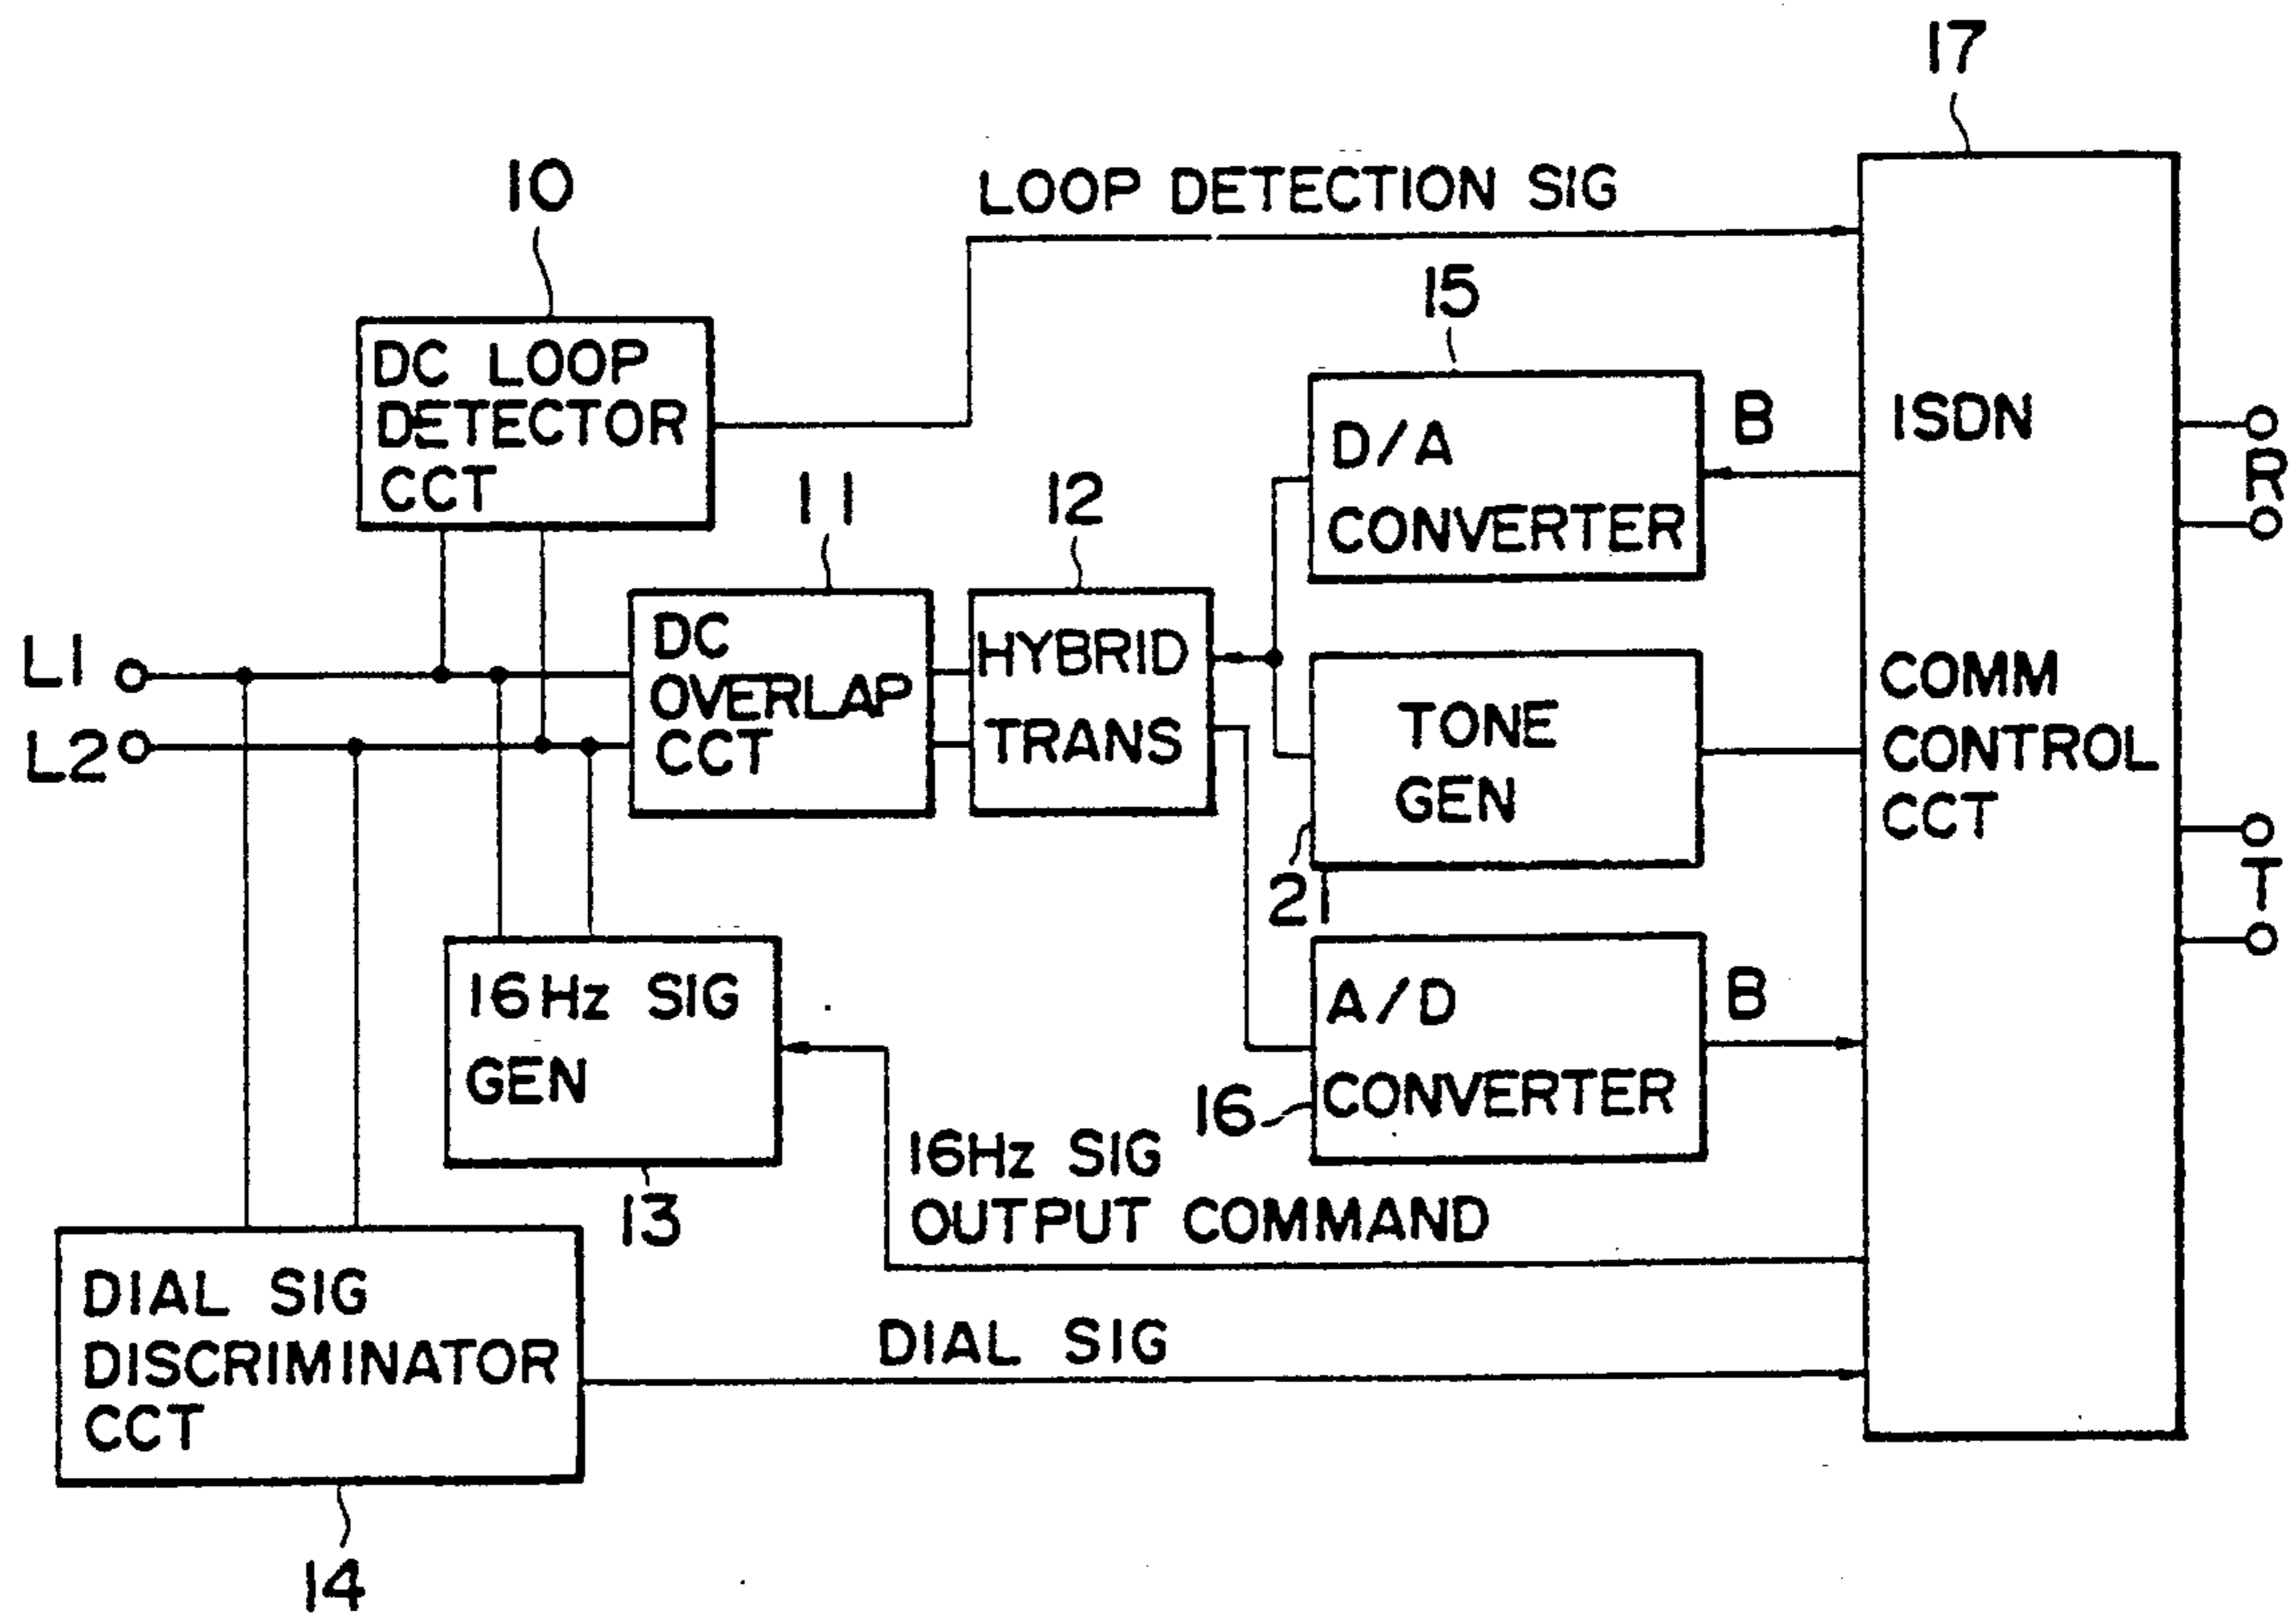 17
10
LOOP DETECTION SIG
15
DC LOOP
DETECTOR
CCT
D/A
CONVERTER
B
ISDN
R
11
12
L1
L2
DC
OVERLAP
CCT
HYBRID
TRANS
TONE
GEN
21
COMM
CONTROL
CCT
T
16Hz SIG
GEN
13
A/D
CONVERTER
B
16
16Hz SIG
OUTPUT COMMAND
DIAL SIG
DISCRIMINATOR
CCT
DIAL SIG
14